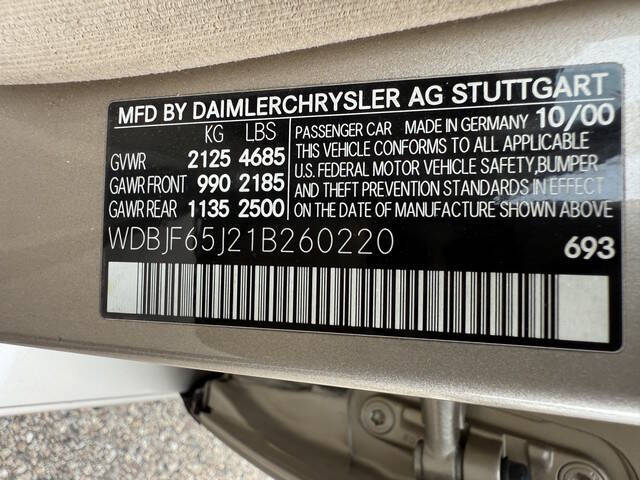 MFD BY DAIMLERCHRYSLER AG STUTTGART
KG LBS
GVWR 2125 4685
GAWR FRONT 990 2185
GAWR REAR 1135 2500
PASSENGER CAR MADE IN GERMANY 10/00
THIS VEHICLE CONFORMS TO ALL APPLICABLE
U.S. FEDERAL MOTOR VEHICLE SAFETY, BUMPER
AND THEFT PREVENTION STANDARDS IN EFFECT
ON THE DATE OF MANUFACTURE SHOWN ABOVE.
WDBJF65J21B260220
693